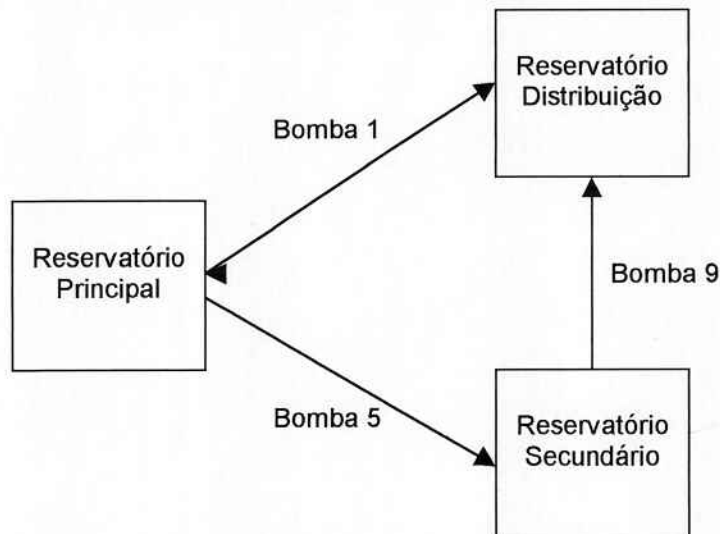 Reservatório
Distribuição
Bomba 1
Reservatório
Principal
Bomba 9
Bomba 5
Reservatório
Secundário